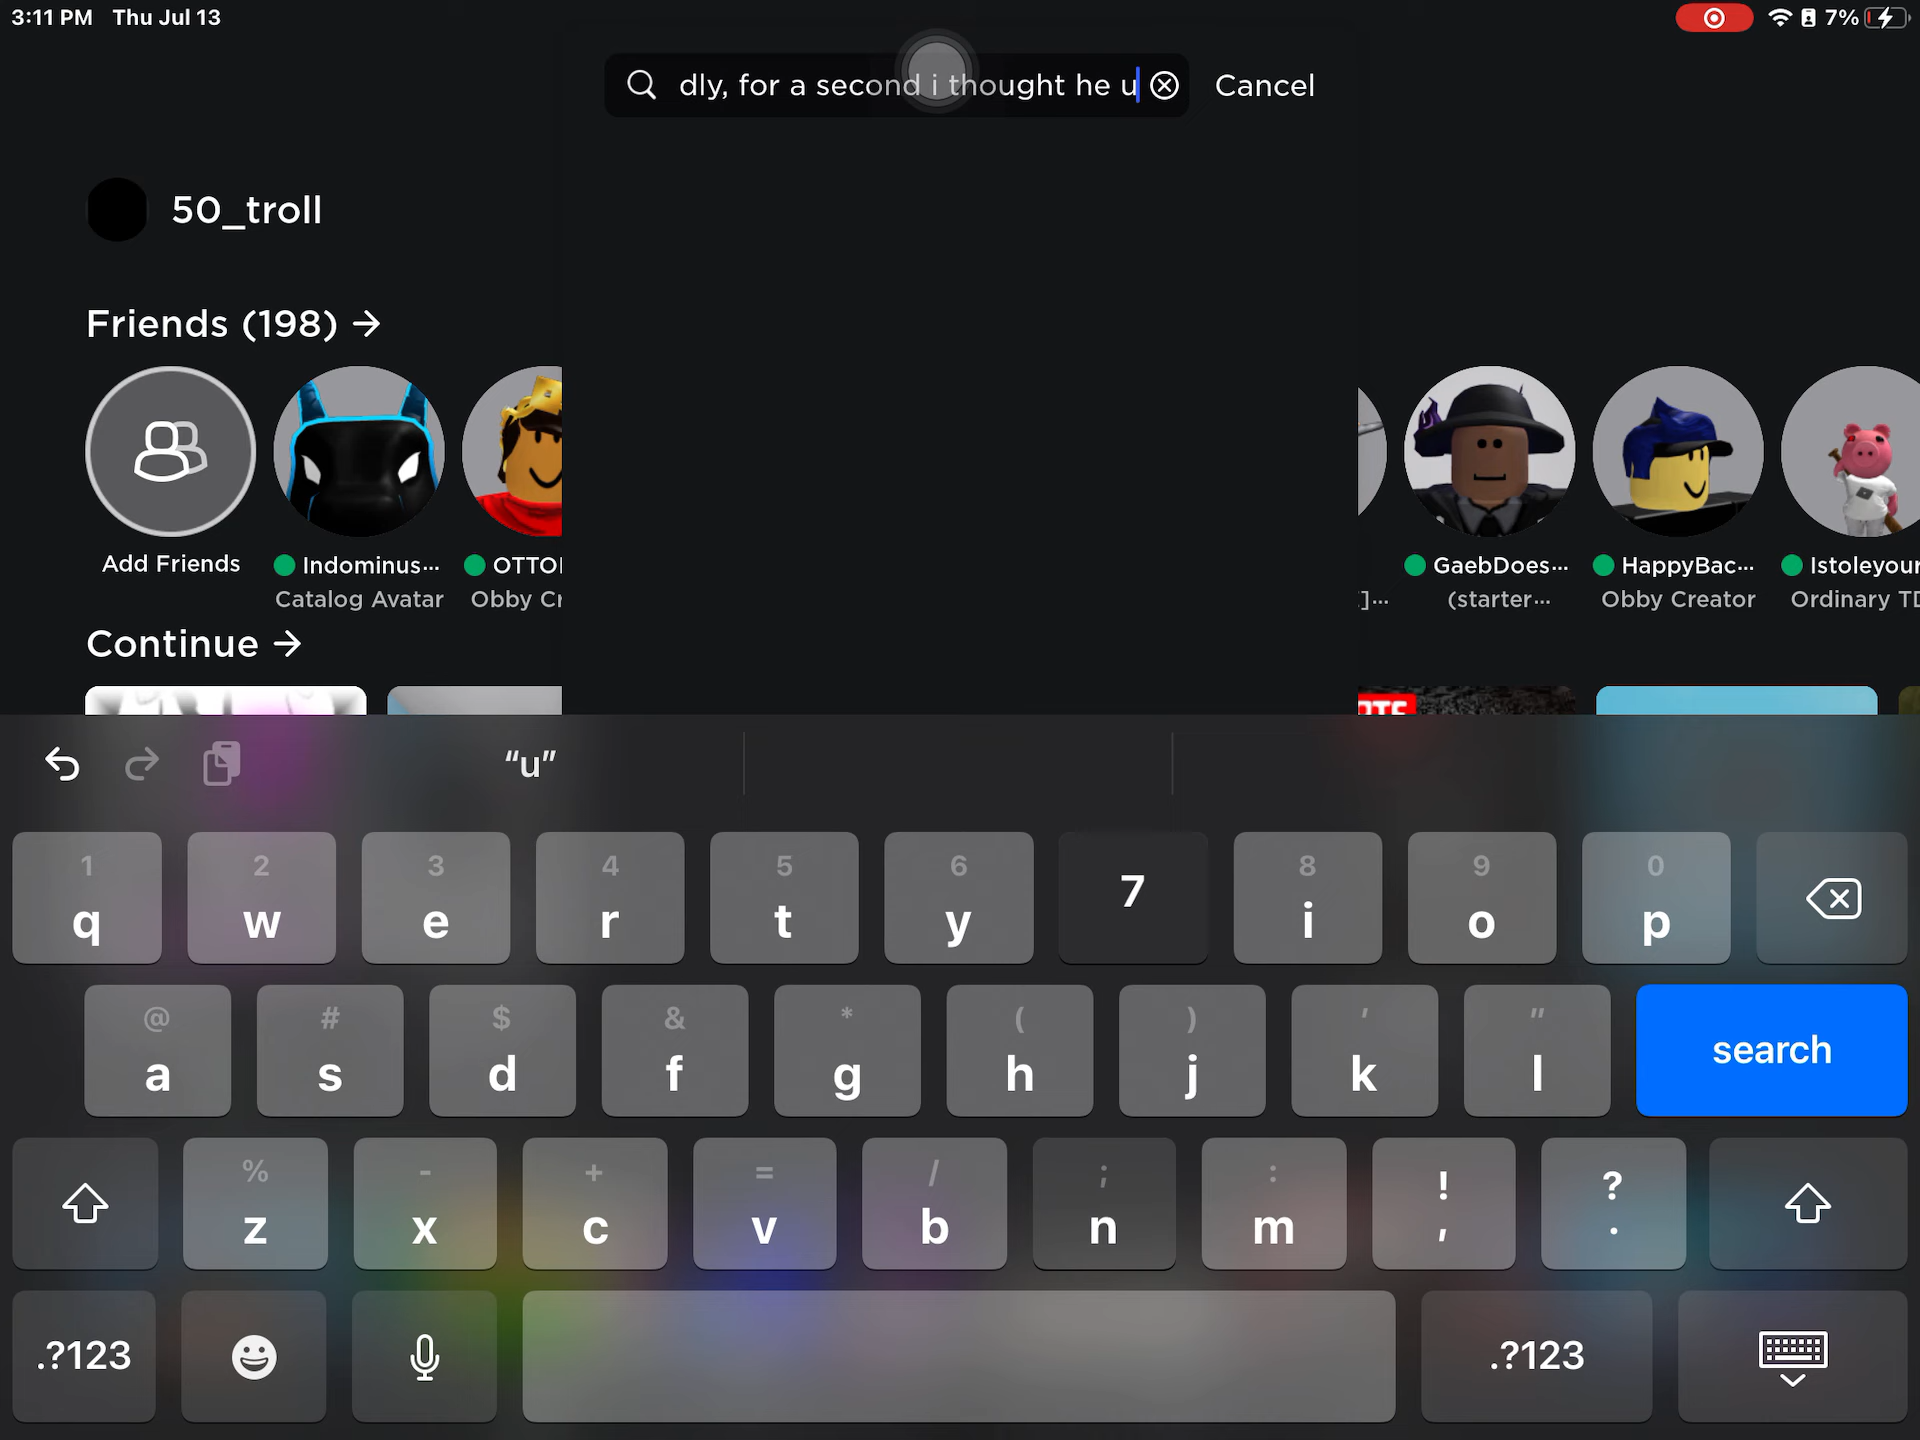 3:11 PM Thu Jul 13
7%
dly, for a second i thought he u
Cancel
50_troll
Friends (198) →
Add Friends
Indominus...
Catalog Avatar
OTTO
Obby Cr
]...
GaebDoes...
(starter...
HappyBac...
Obby Creator
Istoleyour
Ordinary TD
Continue →
“u”
1 2 3 4 5 6 7 8 9 0
q w e r t y i o p
@ # $ & * ( ) ' "
a s d f g h j k l
search
% - + = / ; : ! ?
z x c v b n m , .
.?123
.?123